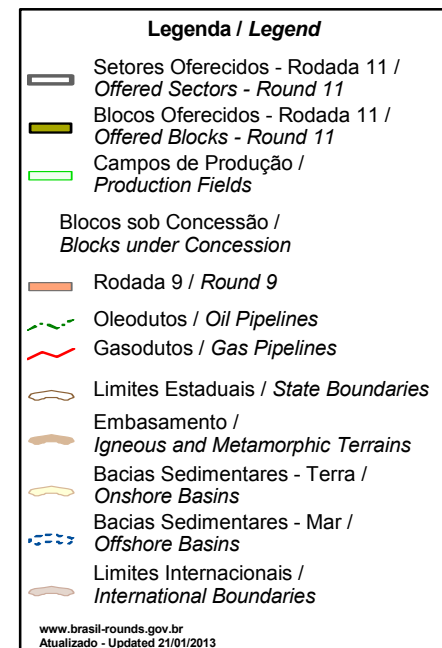 Legenda / Legend
Setores Oferecidos - Rodada 11 /
Offered Sectors - Round 11
Blocos Oferecidos - Rodada 11 /
Offered Blocks - Round 11
Campos de Produção /
Production Fields
Blocos sob Concessão /
Blocks under Concession
Rodada 9 / Round 9
Oleodutos / Oil Pipelines
Gasodutos / Gas Pipelines
Limites Estaduais / State Boundaries
Embasamento /
Igneous and Metamorphic Terrains
Bacias Sedimentares - Terra /
Onshore Basins
Bacias Sedimentares - Mar /
Offshore Basins
Limites Internacionais /
International Boundaries
www.brasil-rounds.gov.br
Atualizado - Updated 21/01/2013